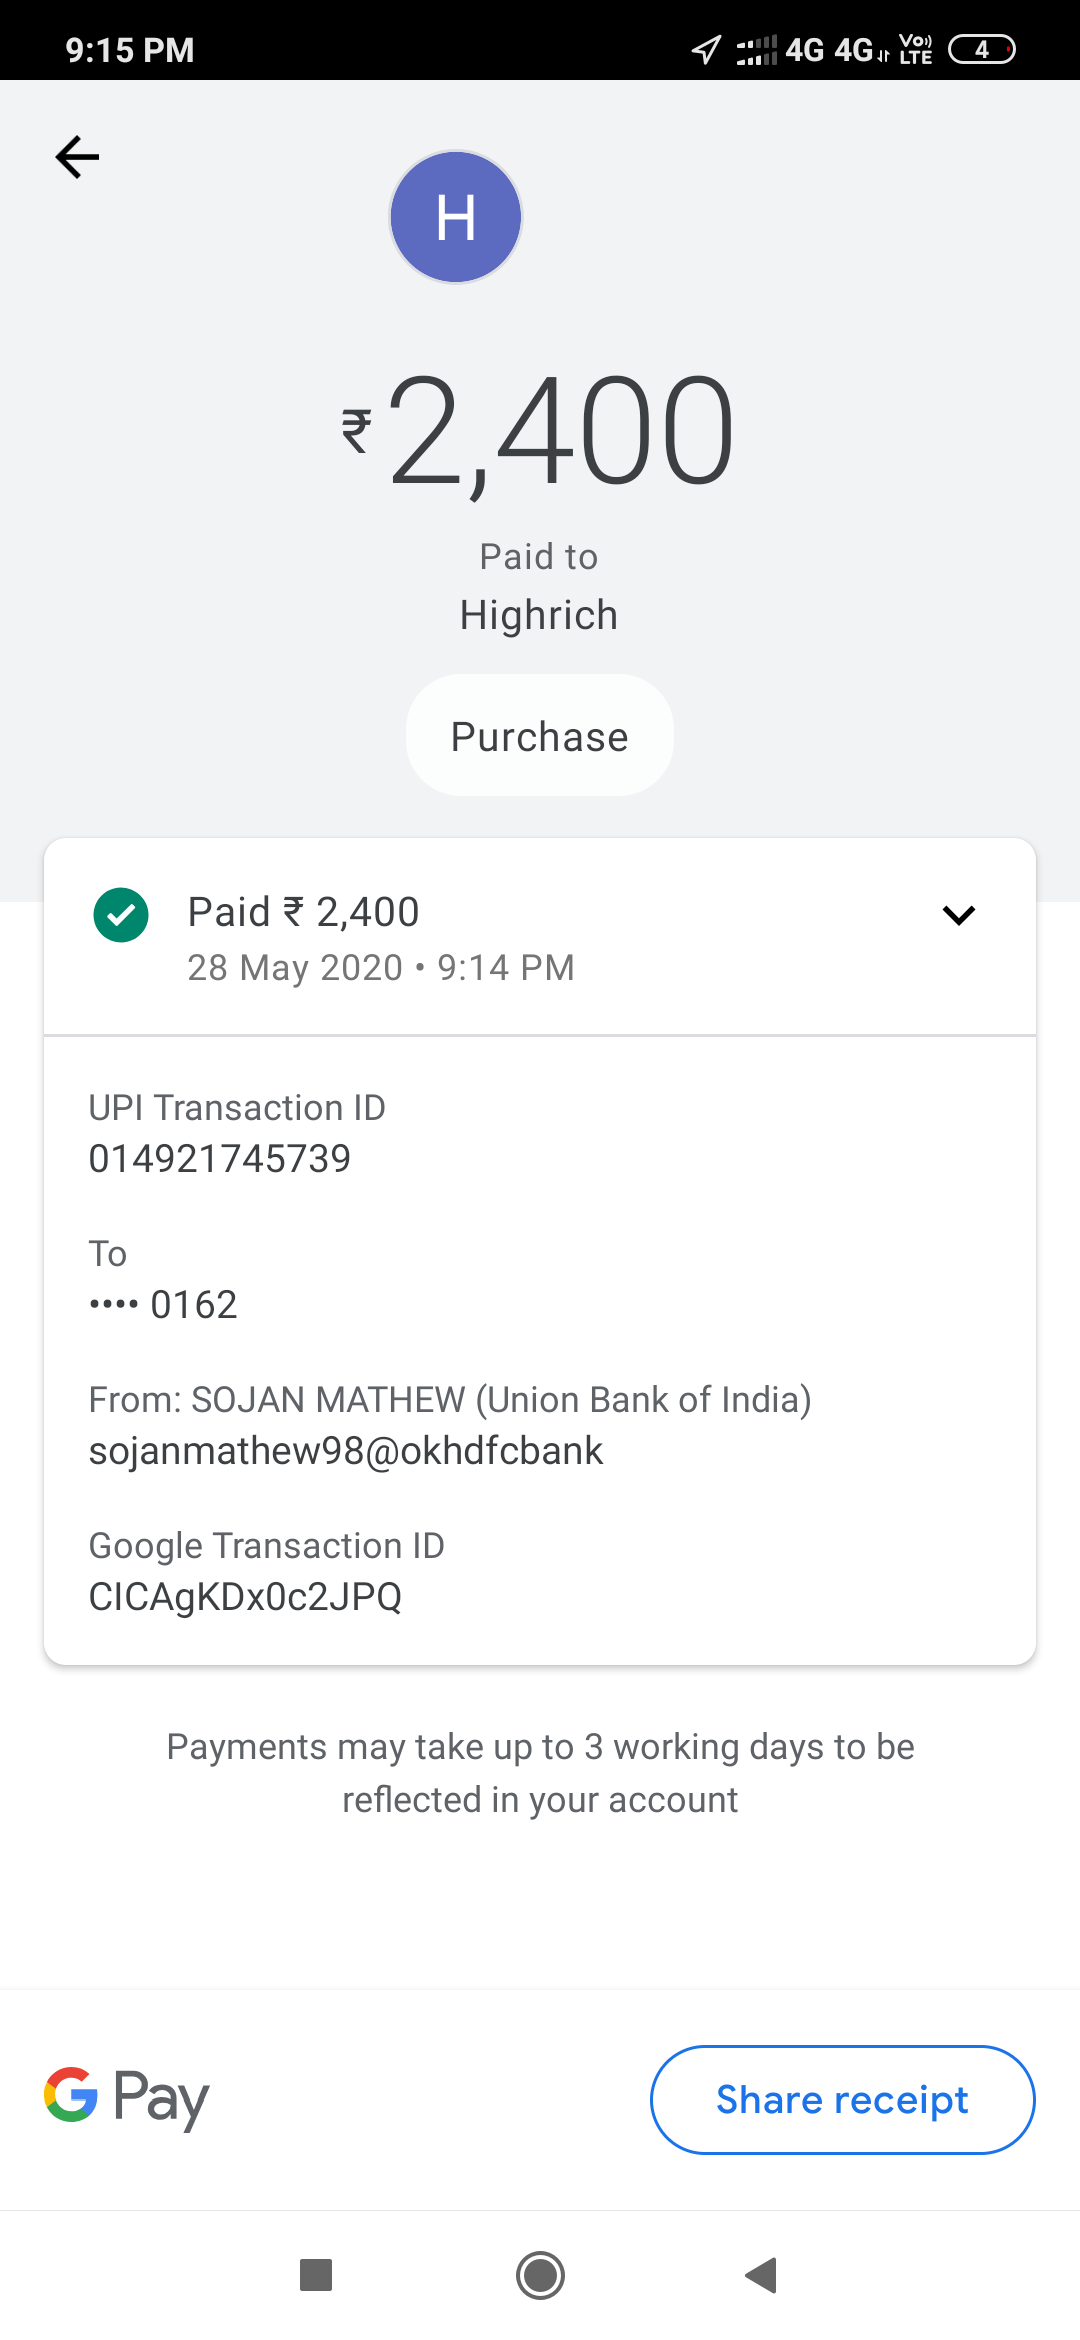 9:15 PM
4G 4G VoLTE 4
H
₹2,400
Paid to
Highrich
Purchase
Paid ₹ 2,400
28 May 2020 • 9:14 PM
UPI Transaction ID
014921745739
To
•••• 0162
From: SOJAN MATHEW (Union Bank of India)
sojanmathew98@okhdfcbank
Google Transaction ID
CICAgKDx0c2JPQ
Payments may take up to 3 working days to be
reflected in your account
G Pay
Share receipt